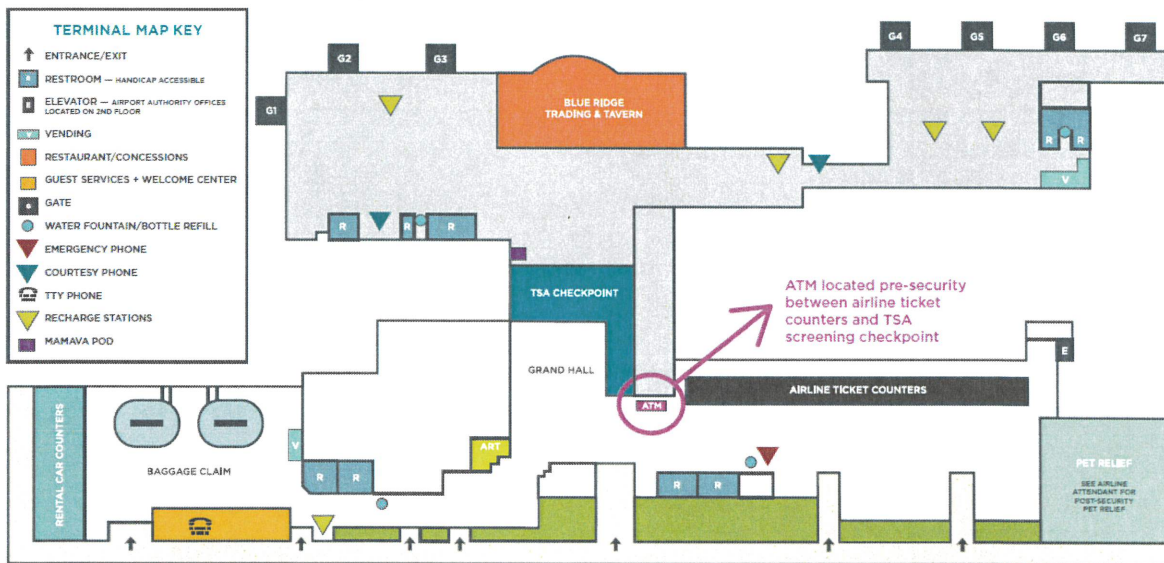 TERMINAL MAP KEY
ENTRANCE/EXIT
R
RESTROOM — HANDICAP ACCESSIBLE
E
ELEVATOR — AIRPORT AUTHORITY OFFICES
LOCATED ON 2ND FLOOR
V
VENDING
RESTAURANT/CONCESSIONS
GUEST SERVICES + WELCOME CENTER
GATE
WATER FOUNTAIN/BOTTLE REFILL
EMERGENCY PHONE
COURTESY PHONE
TTY PHONE
RECHARGE STATIONS
MAMAVA POD
G1
G2
G3
G4
G5
G6
G7
BLUE RIDGE
TRADING & TAVERN
R
R
R
R
R
V
TSA CHECKPOINT
ATM located pre-security
between airline ticket
counters and TSA
screening checkpoint
GRAND HALL
E
AIRLINE TICKET COUNTERS
ATM
RENTAL CAR COUNTERS
BAGGAGE CLAIM
V
ART
R
R
R
R
PET RELIEF
SEE AIRLINE
ATTENDANT FOR
POST-SECURITY
PET RELIEF